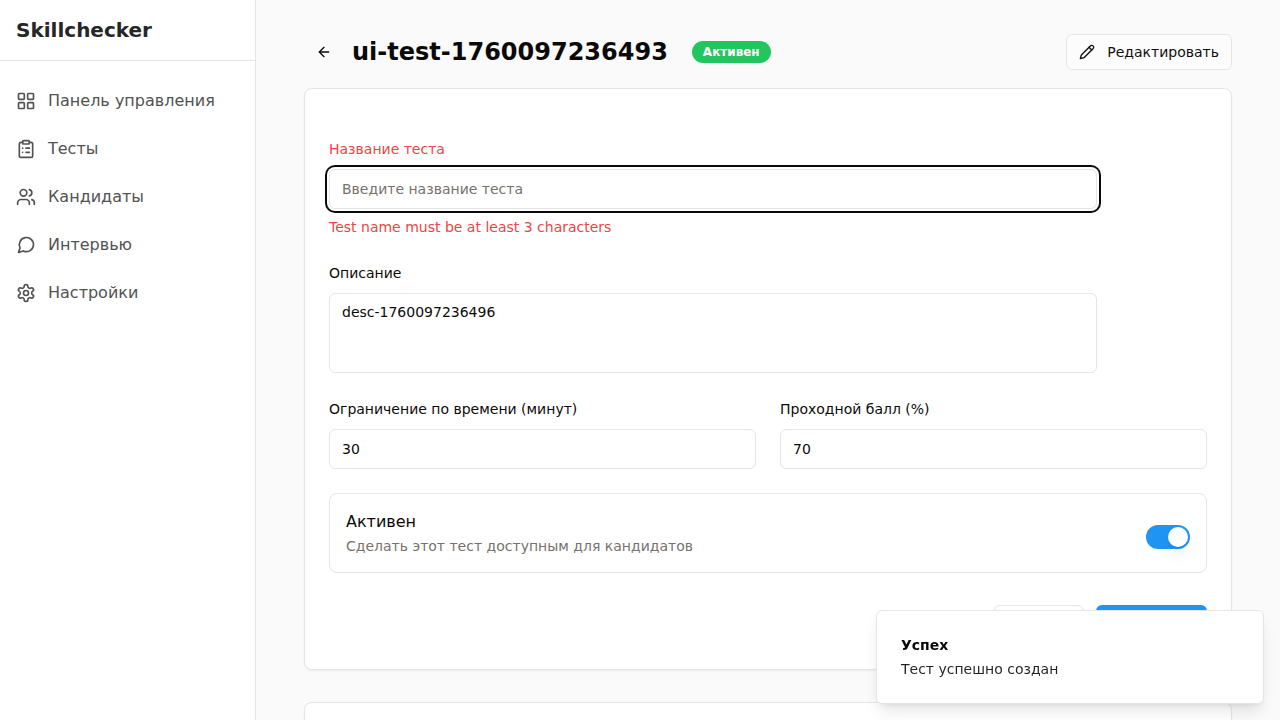 Skillchecker
Панель управления
Тесты
Кандидаты
Интервью
Настройки
ui-test-1760097236493
Активен
Редактировать
Название теста
Введите название теста
Test name must be at least 3 characters
Описание
desc-1760097236496
Ограничение по времени (минут)
Проходной балл (%)
30
70
Активен
Сделать этот тест доступным для кандидатов
Успех
Тест успешно создан